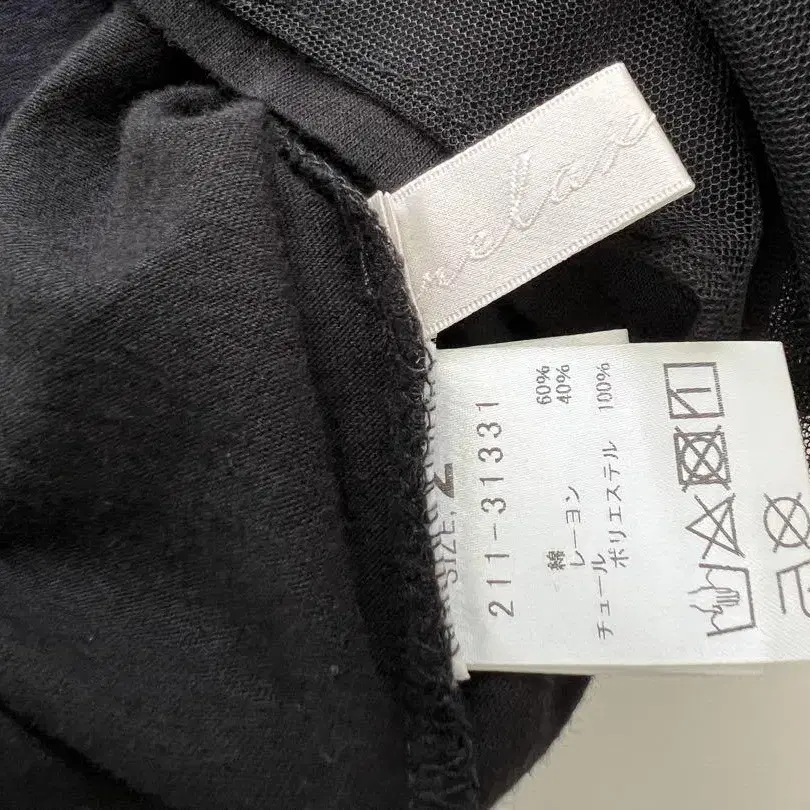 relax
SIZE, 2
211-31331
綿 60%
レーヨン 40%
チュール
ポリエステル 100%